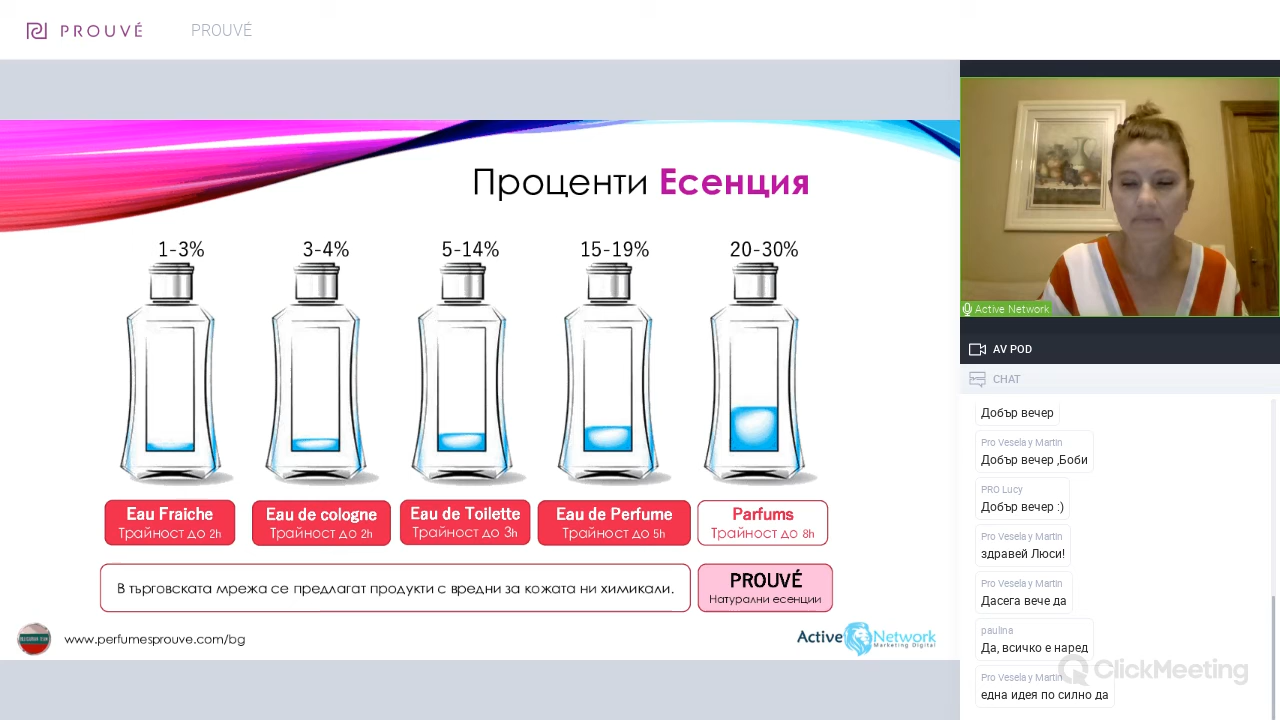 PROUVÉ
PROUVÉ
Проценти Есенция
1-3%
3-4%
5-14%
15-19%
20-30%
Eau Fraîche
Трайност до 2h
Eau de cologne
Трайност до 2h
Eau de Toilette
Трайност до 3h
Eau de Perfume
Трайност до 5h
Parfums
Трайност до 8h
В търговската мрежа се предлагат продукти с вредни за кожата ни химикали.
PROUVÉ
Натурални есенции
www.perfumesprouve.com/bg
Active Network
Marketing Digital
Active Network
AV POD
CHAT
Добър вечер
Pro Vesela y Martin
Добър вечер ,Боби
PRO Lucy
Добър вечер :)
Pro Vesela y Martin
здравей Люси!
Pro Vesela y Martin
Дасега вече да
paulina
Да, всичко е наред
Pro Vesela y Martin
една идея по силно да
ClickMeeting